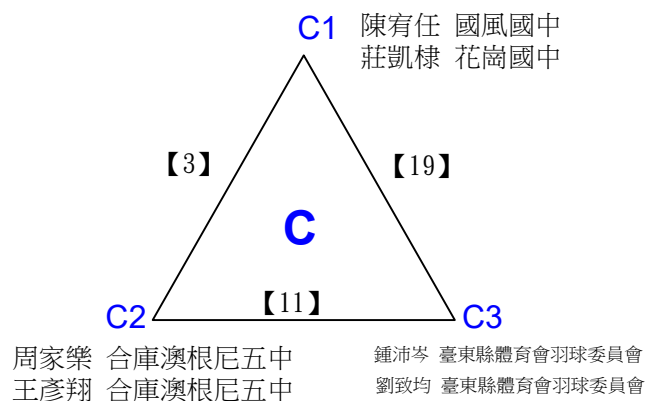 C1
陳宥任 國風國中
莊凱棣 花崗國中
【3】
【19】
C
【11】
C2
C3
周家樂 合庫澳根尼五中
王彥翔 合庫澳根尼五中
鍾沛岑 臺東縣體育會羽球委員會
劉致均 臺東縣體育會羽球委員會